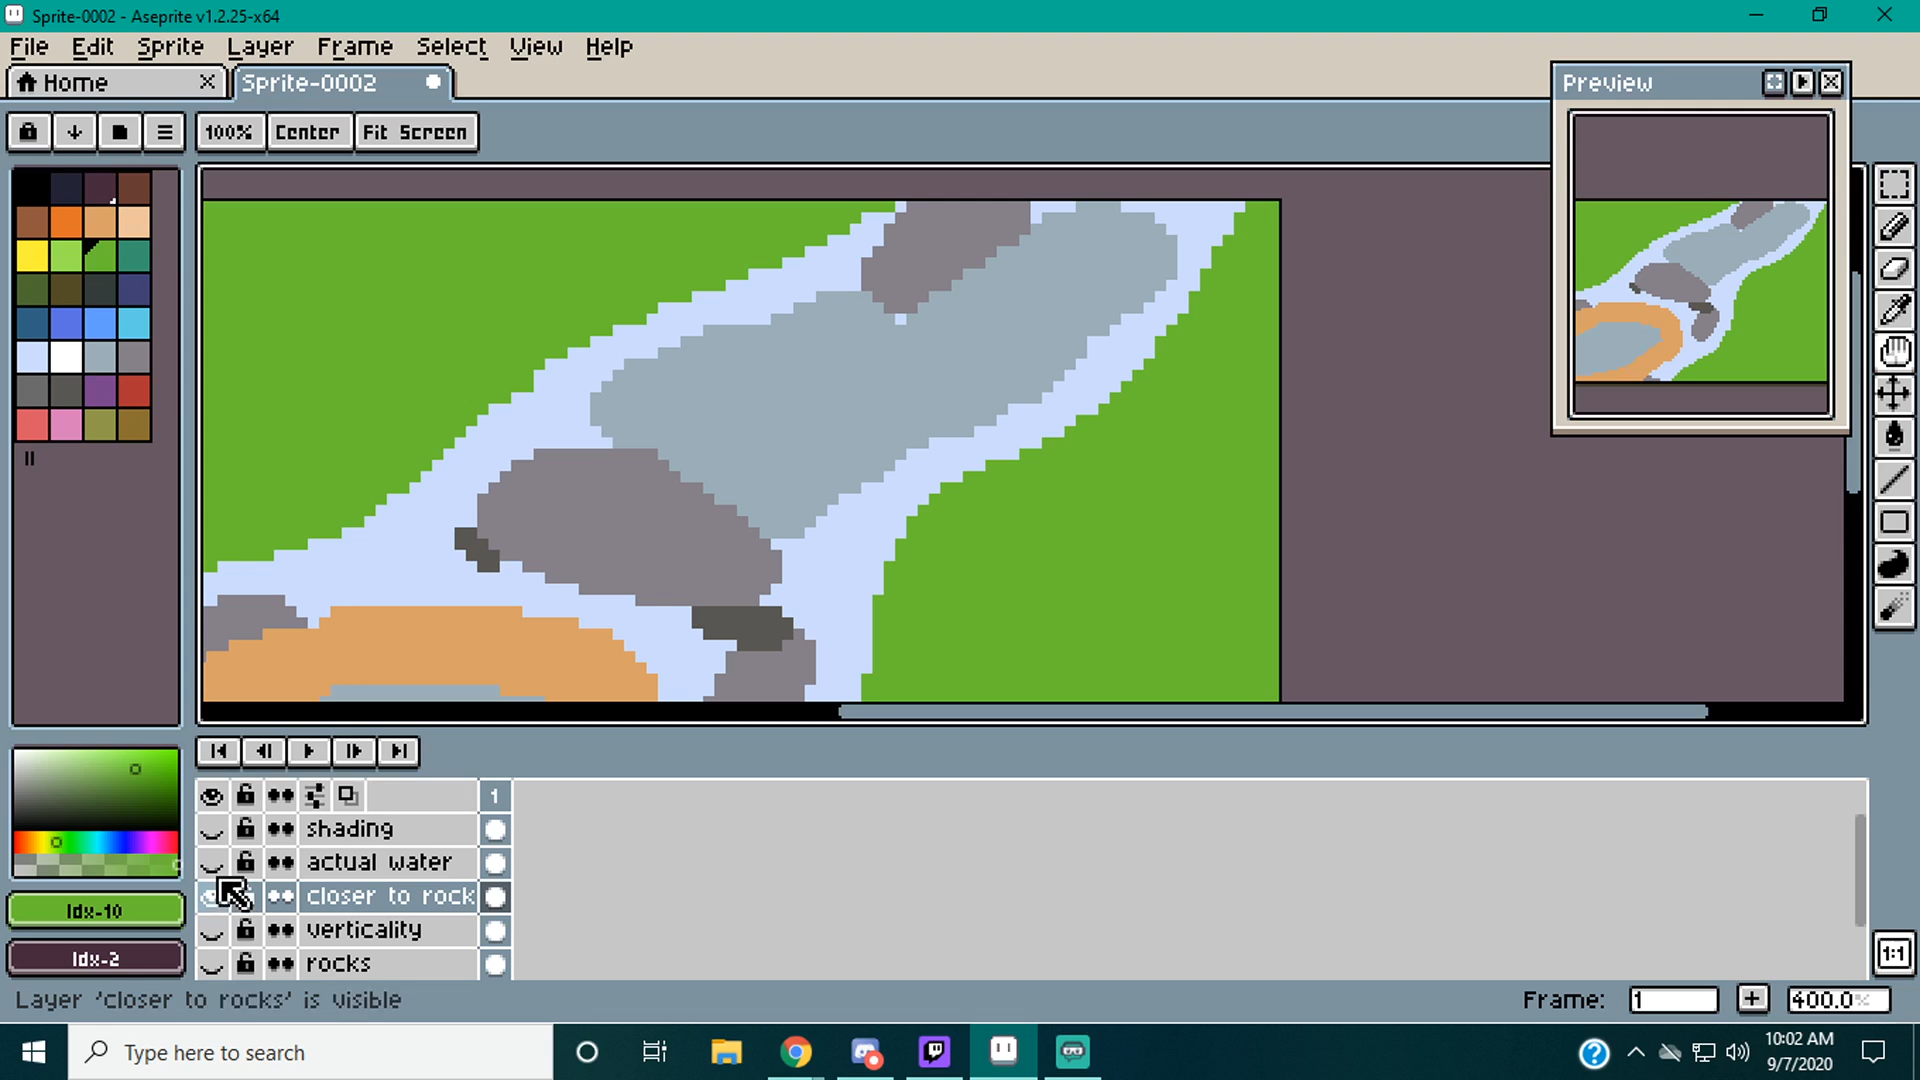 Sprite-0002 - Aseprite v1.2.25-x64
File Edit Sprite Layer Frame Select View Help
Home Sprite-0002
Preview
100% Center Fit Screen
1
shading
actual water
closer to rock
verticality
rocks
Idx-10
Idx-2
1:1
Layer 'closer to rocks' is visible
Frame: 1 400.0%
Type here to search
10:02 AM
9/7/2020